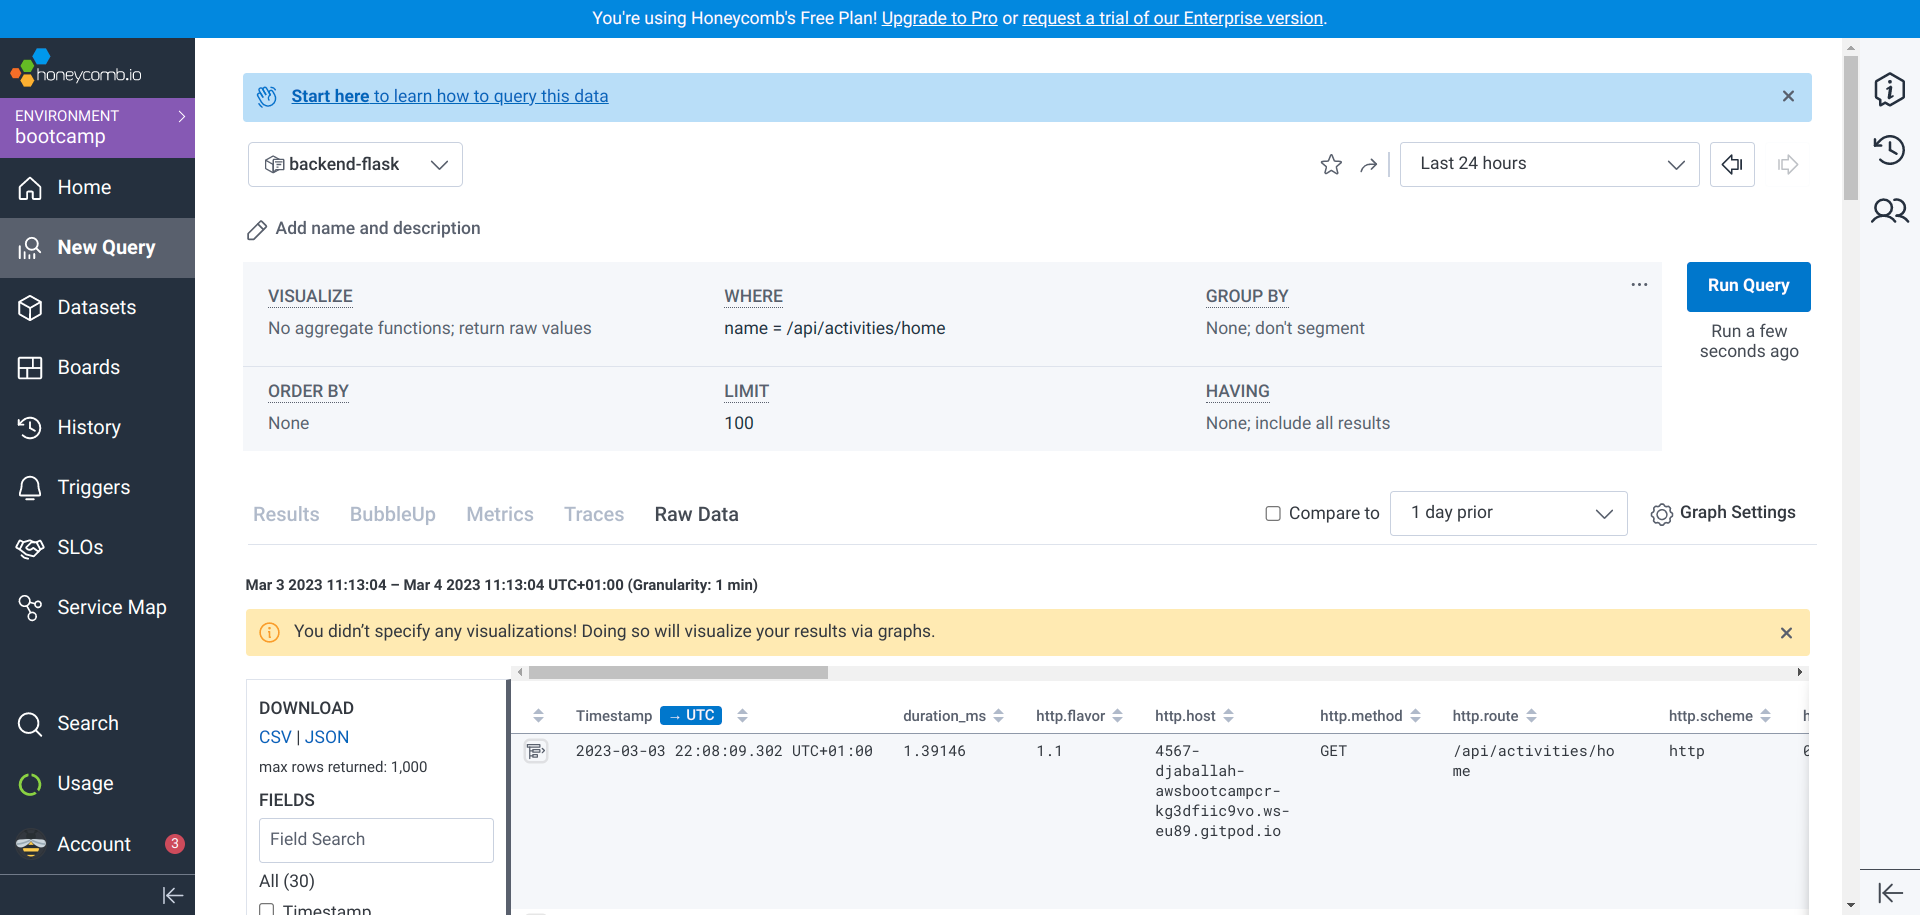 You're using Honeycomb's Free Plan! Upgrade to Pro or request a trial of our Enterprise version.
honeycomb.io
ENVIRONMENT
bootcamp
Home
New Query
Datasets
Boards
History
Triggers
SLOs
Service Map
Search
Usage
Account 3
Start here to learn how to query this data
backend-flask
Last 24 hours
Add name and description
VISUALIZE
No aggregate functions; return raw values
WHERE
name = /api/activities/home
GROUP BY
None; don't segment
ORDER BY
None
LIMIT
100
HAVING
None; include all results
Run Query
Run a few
seconds ago
Results BubbleUp Metrics Traces Raw Data
Compare to 1 day prior Graph Settings
Mar 3 2023 11:13:04 – Mar 4 2023 11:13:04 UTC+01:00 (Granularity: 1 min)
You didn’t specify any visualizations! Doing so will visualize your results via graphs.
DOWNLOAD
CSV | JSON
max rows returned: 1,000
FIELDS
Field Search
All (30)
Timestamp
Timestamp → UTC duration_ms http.flavor http.host http.method http.route http.scheme
2023-03-03 22:08:09.302 UTC+01:00 1.39146 1.1 4567- GET /api/activities/ho http
djaballah- me
awsbootcampcr-
kg3dfiic9vo.ws-
eu89.gitpod.io